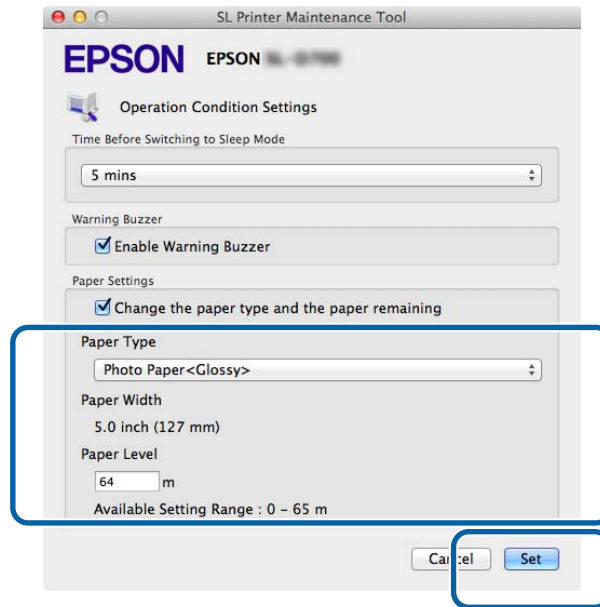 SL Printer Maintenance Tool
EPSON EPSON
Operation Condition Settings
Time Before Switching to Sleep Mode
5 mins
Warning Buzzer
Enable Warning Buzzer
Paper Settings
Change the paper type and the paper remaining
Paper Type
Photo Paper<Glossy>
Paper Width
5.0 inch (127 mm)
Paper Level
64 m
Available Setting Range : 0 – 65 m
Cancel Set